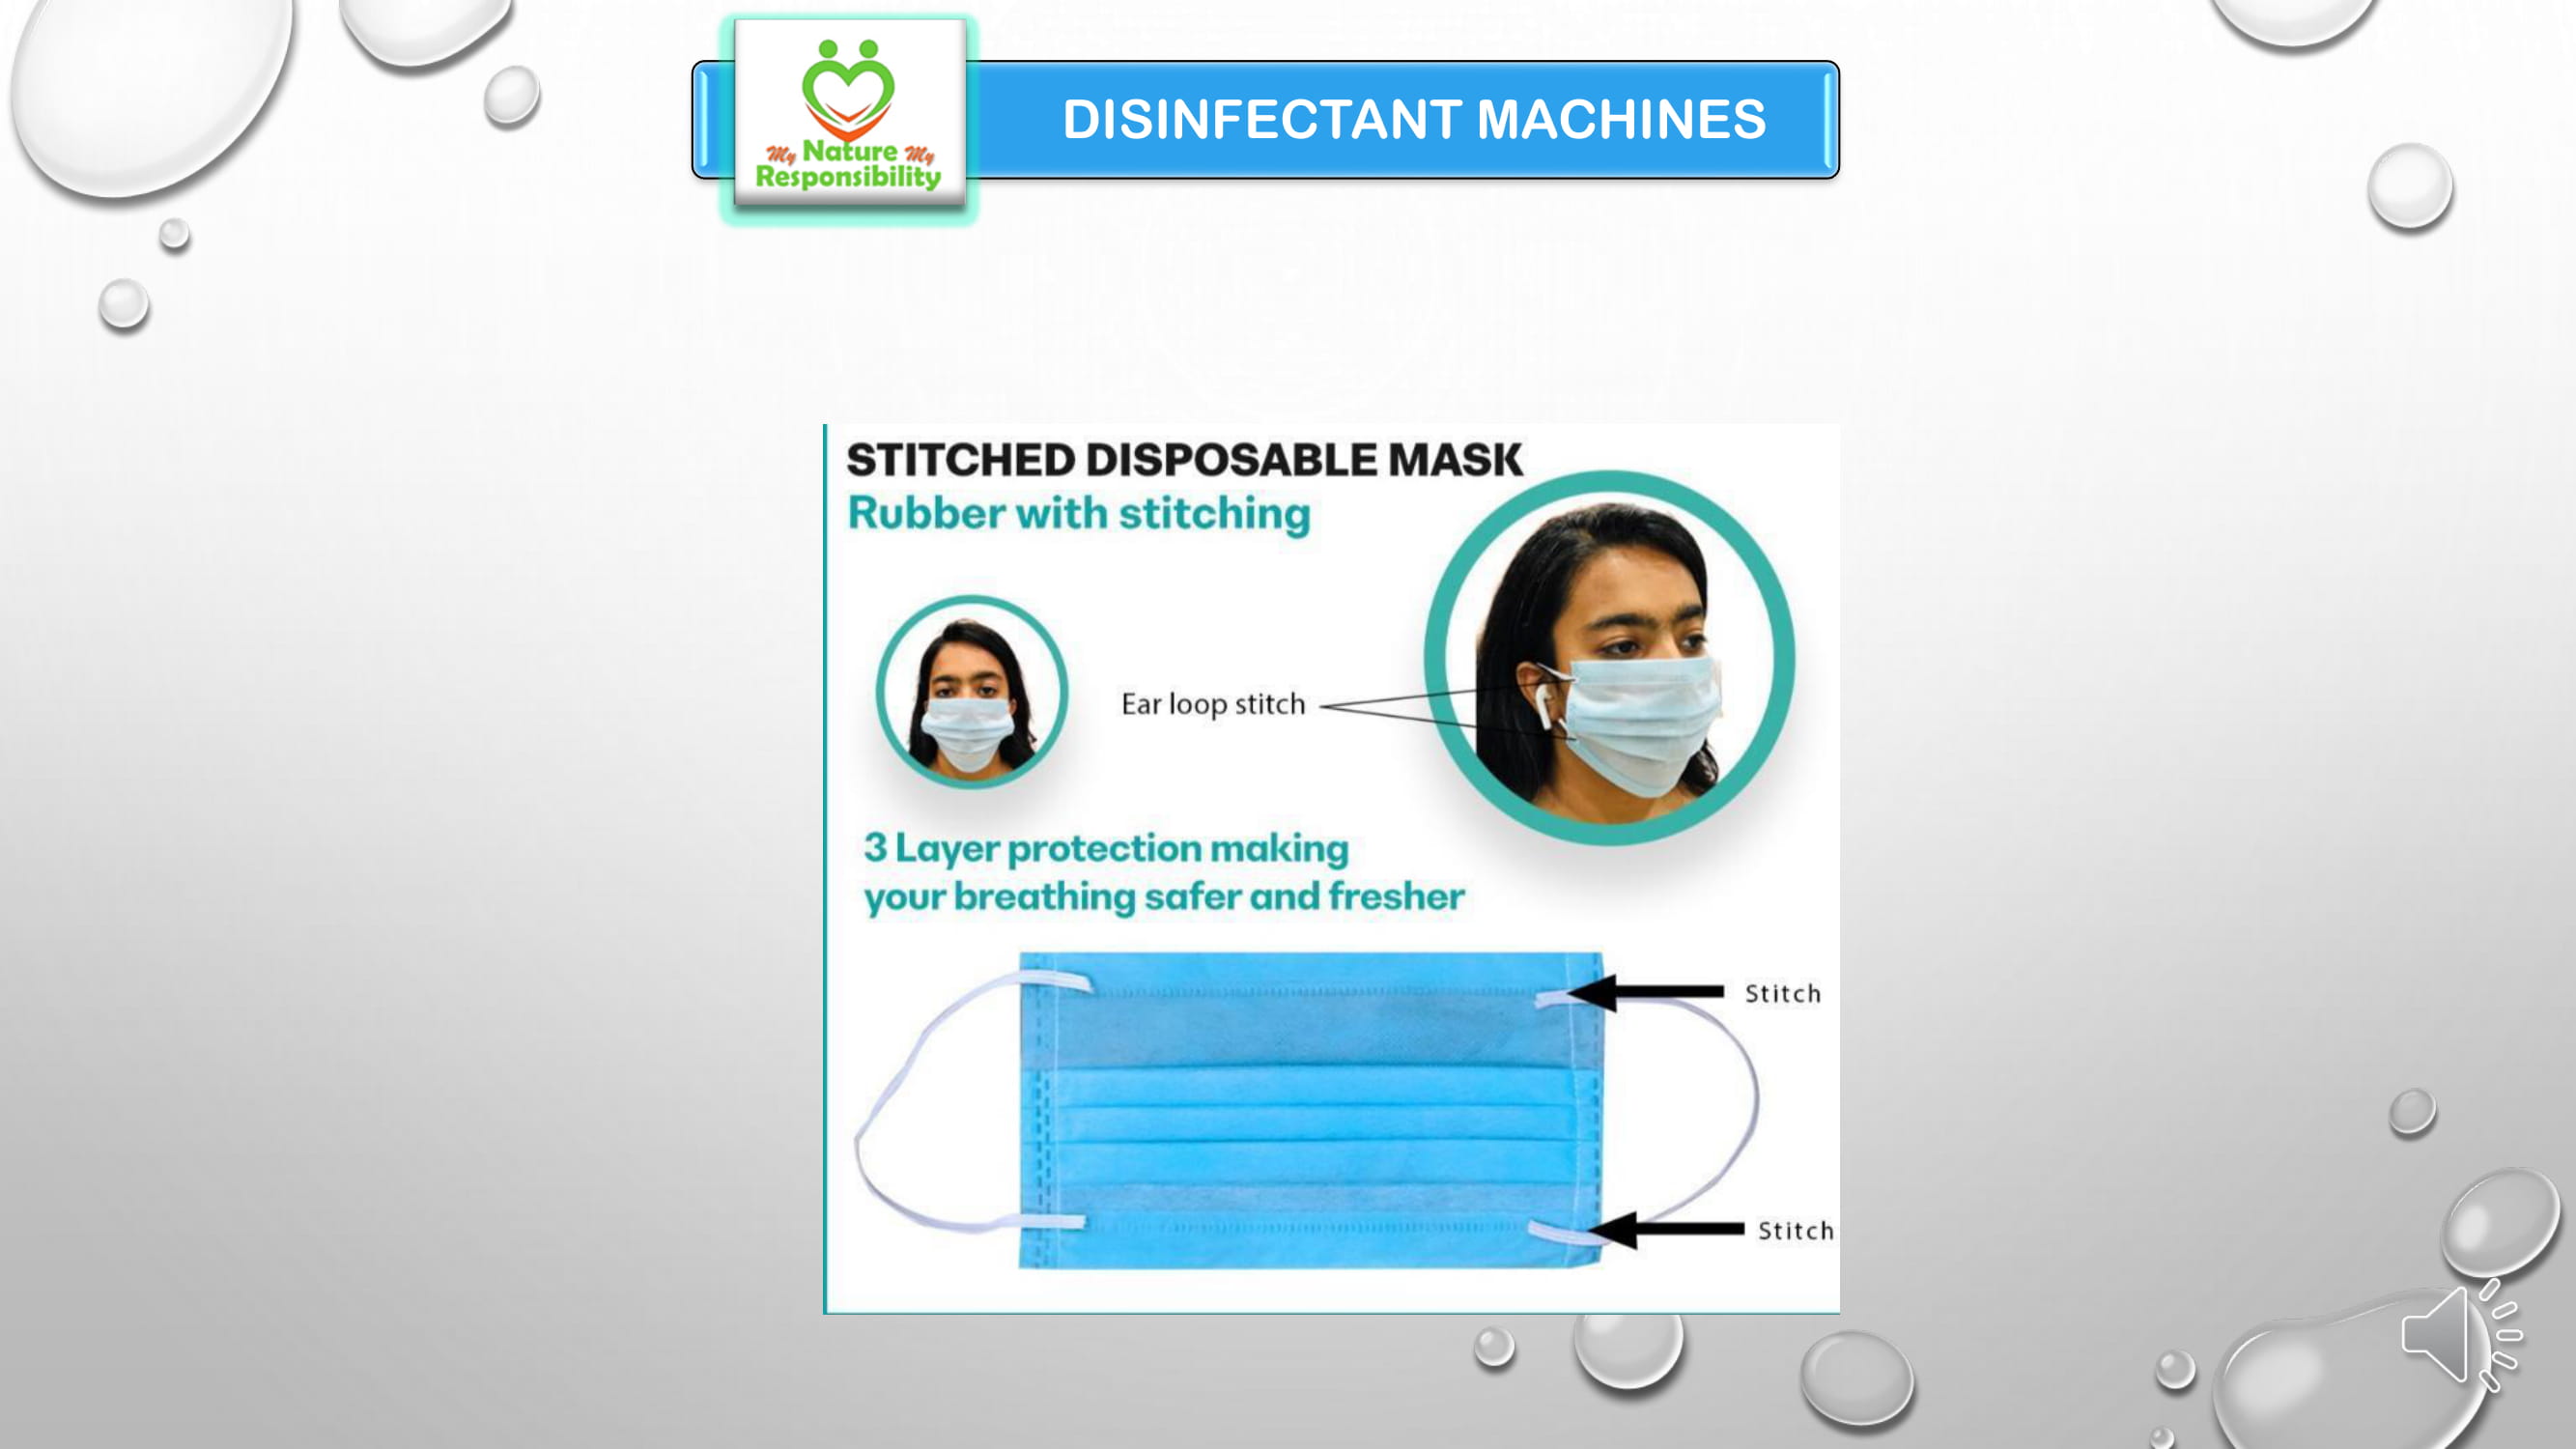 My Nature My
Responsibility
DISINFECTANT MACHINES
STITCHED DISPOSABLE MASK
Rubber with stitching
Ear loop stitch
3 Layer protection making
your breathing safer and fresher
Stitch
Stitch